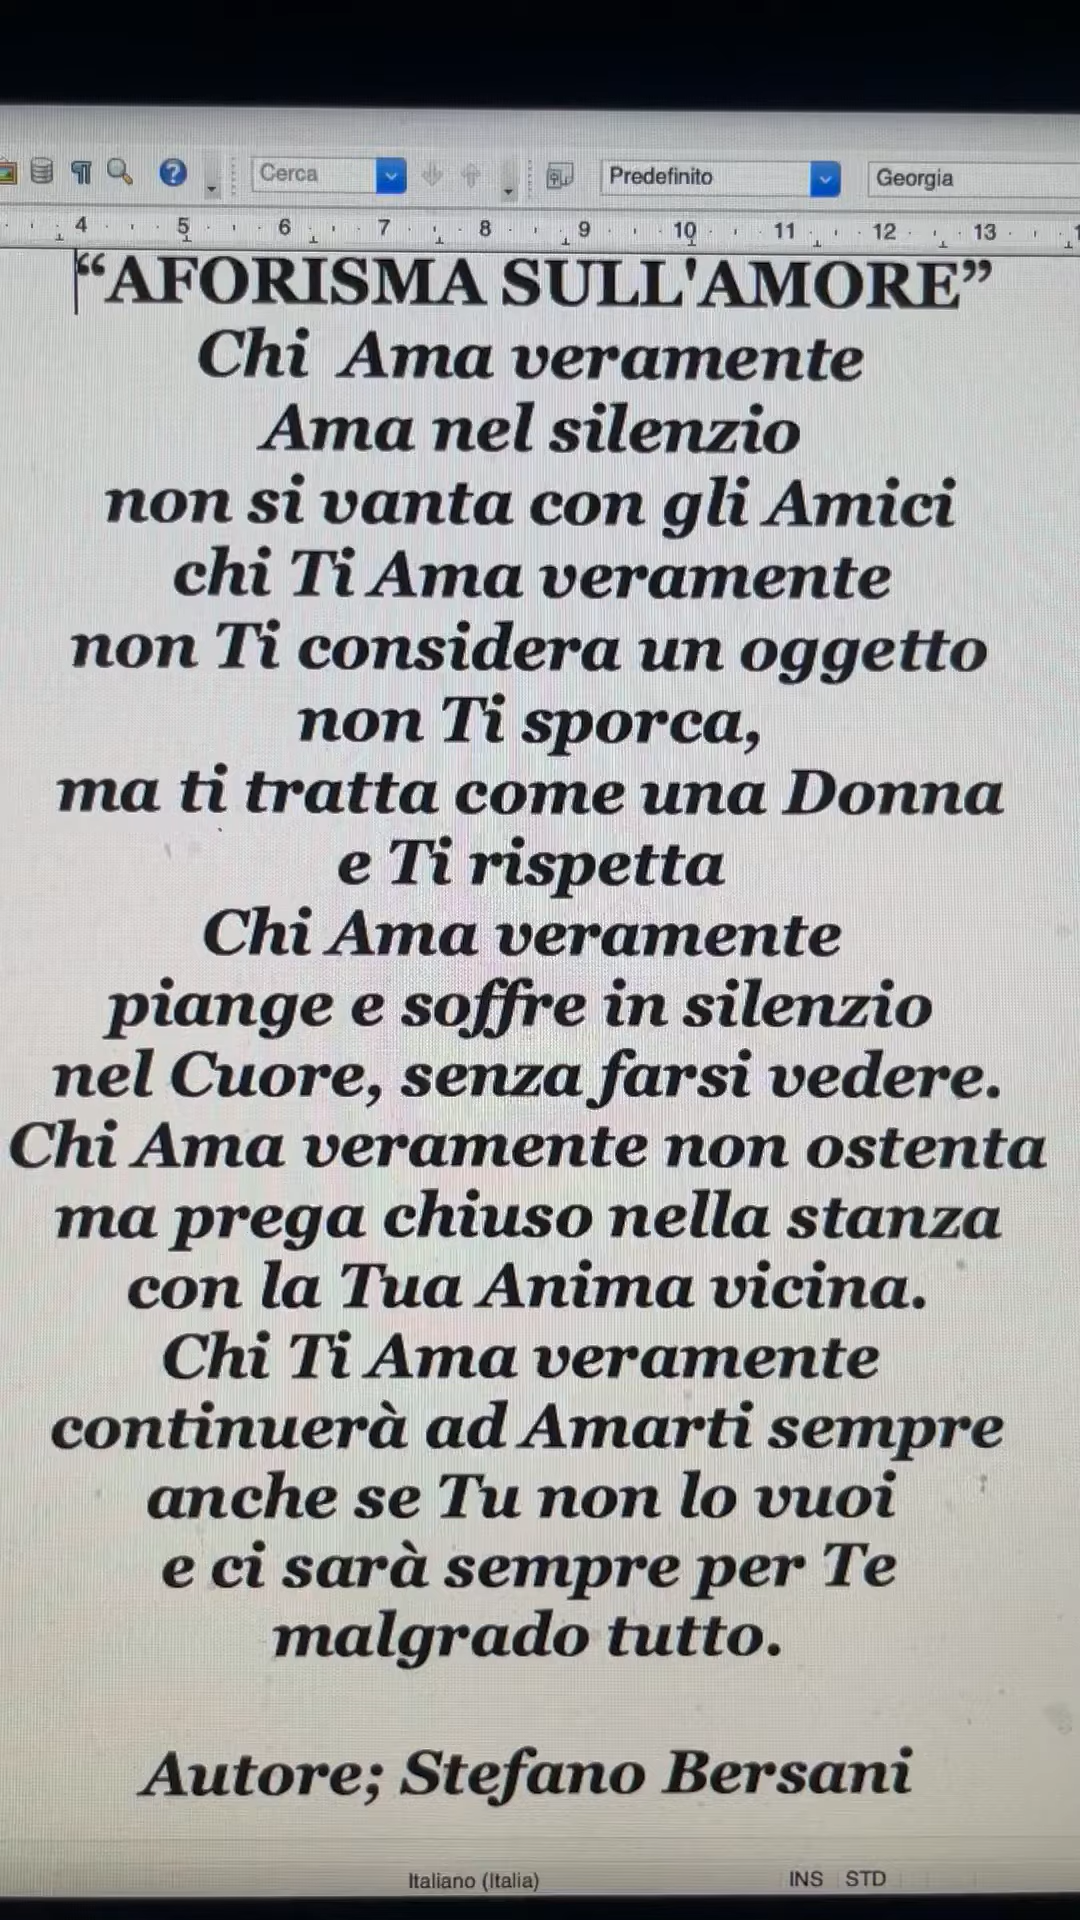 Cerca
Predefinito
Georgia
4 5 6 7 8 9 10 11 12 13
“AFORISMA SULL'AMORE”
Chi  Ama veramente
Ama nel silenzio
non si vanta con gli Amici
chi Ti Ama veramente
non Ti considera un oggetto
non Ti sporca,
ma ti tratta come una Donna
e Ti rispetta
Chi Ama veramente
piange e soffre in silenzio
nel Cuore, senza farsi vedere.
Chi Ama veramente non ostenta
ma prega chiuso nella stanza
con la Tua Anima vicina.
Chi Ti Ama veramente
continuerà ad Amarti sempre
anche se Tu non lo vuoi
e ci sarà sempre per Te
malgrado tutto.
Autore; Stefano Bersani
Italiano (Italia)
INS STD